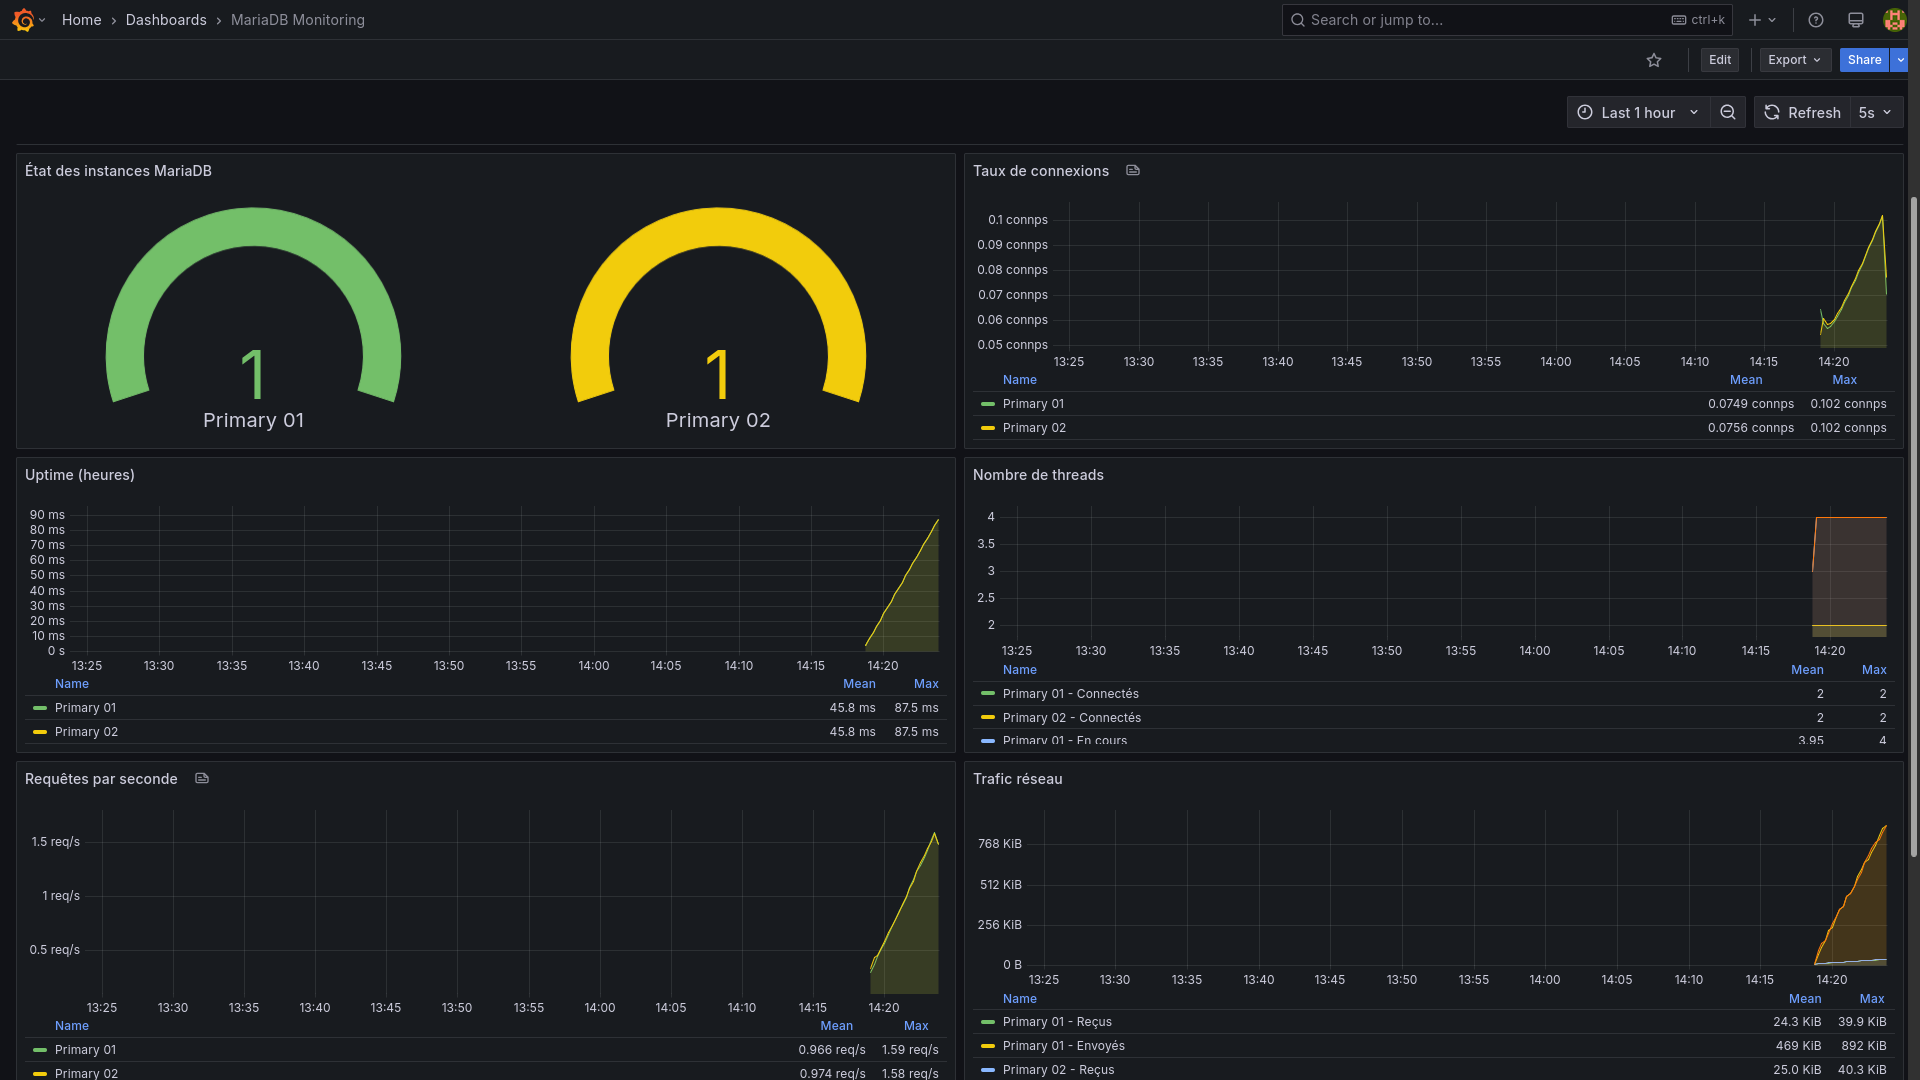 Home › Dashboards › MariaDB Monitoring
Search or jump to... ctrl+k
Edit Export Share
Last 1 hour Refresh 5s
État des instances MariaDB
1
Primary 01
1
Primary 02
Taux de connexions
0.1 connps
0.09 connps
0.08 connps
0.07 connps
0.06 connps
0.05 connps
13:25 13:30 13:35 13:40 13:45 13:50 13:55 14:00 14:05 14:10 14:15 14:20
Name Mean Max
Primary 01 0.0749 connps 0.102 connps
Primary 02 0.0756 connps 0.102 connps
Uptime (heures)
90 ms
80 ms
70 ms
60 ms
50 ms
40 ms
30 ms
20 ms
10 ms
0 s
13:25 13:30 13:35 13:40 13:45 13:50 13:55 14:00 14:05 14:10 14:15 14:20
Name Mean Max
Primary 01 45.8 ms 87.5 ms
Primary 02 45.8 ms 87.5 ms
Nombre de threads
4
3.5
3
2.5
2
13:25 13:30 13:35 13:40 13:45 13:50 13:55 14:00 14:05 14:10 14:15 14:20
Name Mean Max
Primary 01 - Connectés 2 2
Primary 02 - Connectés 2 2
Primary 01 - En cours 3.95 4
Requêtes par seconde
1.5 req/s
1 req/s
0.5 req/s
13:25 13:30 13:35 13:40 13:45 13:50 13:55 14:00 14:05 14:10 14:15 14:20
Name Mean Max
Primary 01 0.966 req/s 1.59 req/s
Primary 02 0.974 req/s 1.58 req/s
Trafic réseau
768 KiB
512 KiB
256 KiB
0 B
13:25 13:30 13:35 13:40 13:45 13:50 13:55 14:00 14:05 14:10 14:15 14:20
Name Mean Max
Primary 01 - Reçus 24.3 KiB 39.9 KiB
Primary 01 - Envoyés 469 KiB 892 KiB
Primary 02 - Reçus 25.0 KiB 40.3 KiB